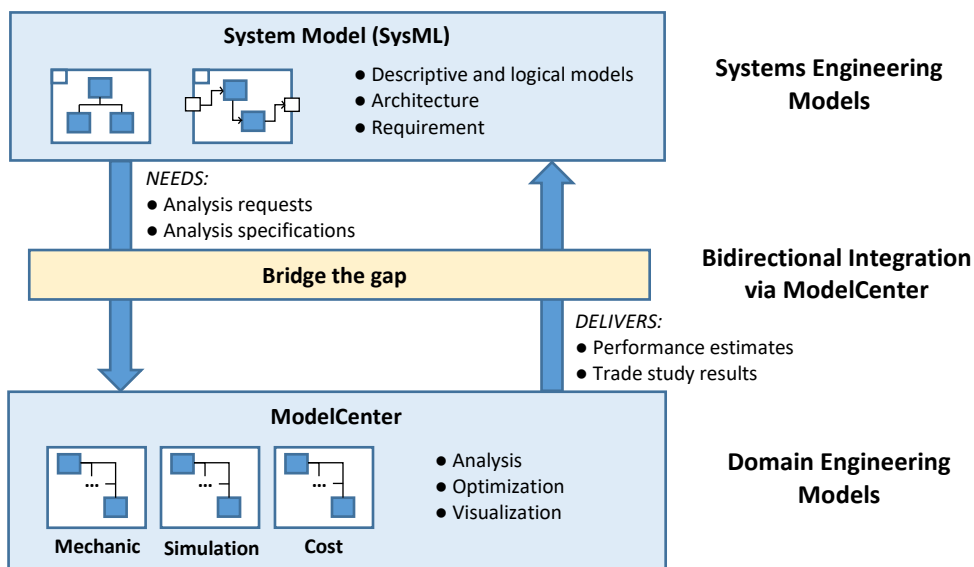 System Model (SysML)
● Descriptive and logical models
● Architecture
● Requirement
Systems Engineering
Models
NEEDS:
● Analysis requests
● Analysis specifications
Bridge the gap
Bidirectional Integration
via ModelCenter
DELIVERS:
● Performance estimates
● Trade study results
ModelCenter
...
...
...
Mechanic
Simulation
Cost
● Analysis
● Optimization
● Visualization
Domain Engineering
Models